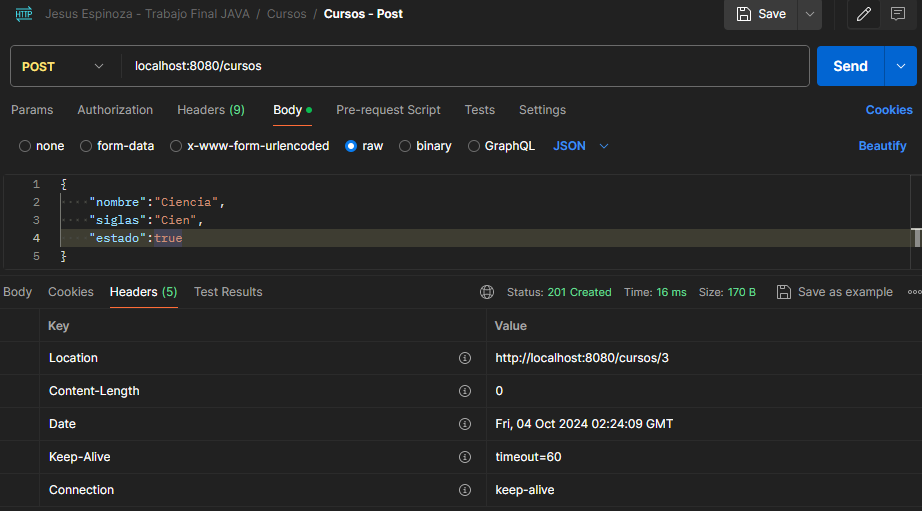 HTTP Jesus Espinoza - Trabajo Final JAVA / Cursos / Cursos - Post Save
POST localhost:8080/cursos Send
Params Authorization Headers (9) Body Pre-request Script Tests Settings Cookies
none form-data x-www-form-urlencoded raw binary GraphQL JSON Beautify
1 {
2 "nombre":"Ciencia",
3 "siglas":"Cien",
4 "estado":true
5 }
Body Cookies Headers (5) Test Results Status: 201 Created Time: 16 ms Size: 170 B Save as example
Key Value
Location http://localhost:8080/cursos/3
Content-Length 0
Date Fri, 04 Oct 2024 02:24:09 GMT
Keep-Alive timeout=60
Connection keep-alive